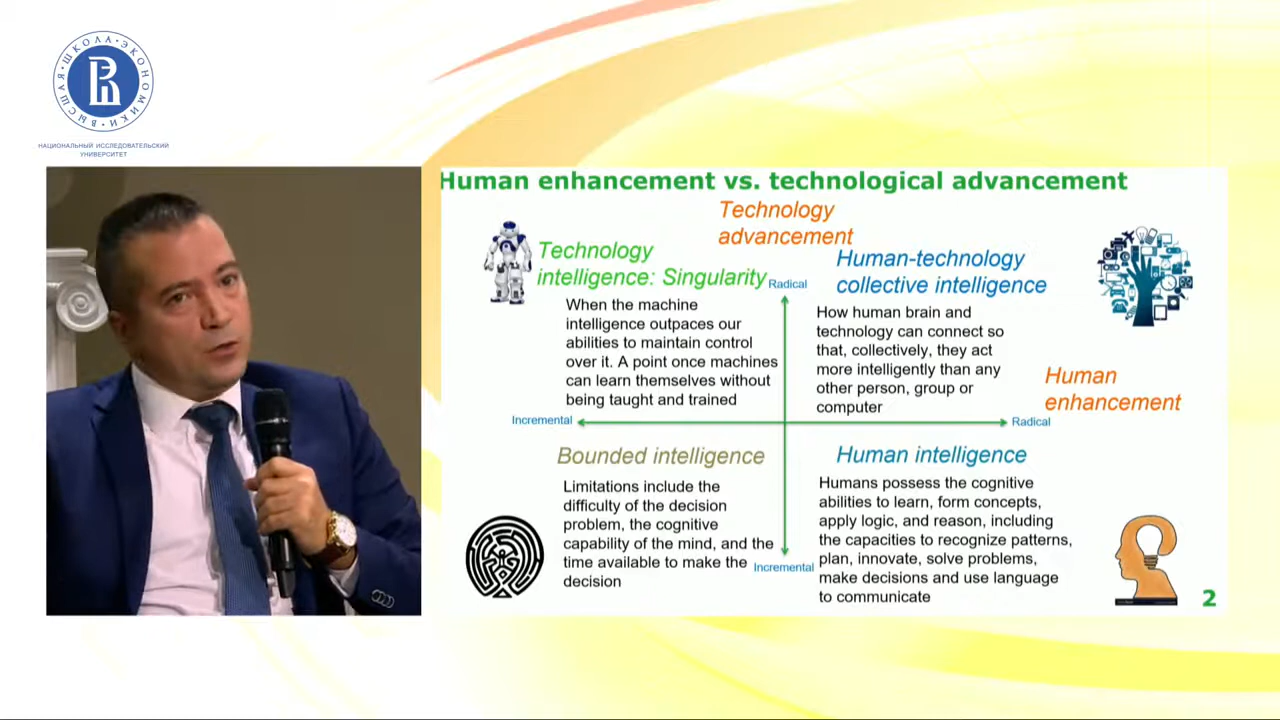 ВЫСШАЯ ШКОЛА ЭКОНОМИКИ
НАЦИОНАЛЬНЫЙ ИССЛЕДОВАТЕЛЬСКИЙ
УНИВЕРСИТЕТ
Human enhancement vs. technological advancement
Technology
advancement
Technology
intelligence: Singularity
Radical
When the machine
intelligence outpaces our
abilities to maintain control
over it. A point once machines
can learn themselves without
being taught and trained
Human-technology
collective intelligence
How human brain and
technology can connect so
that, collectively, they act
more intelligently than any
other person, group or
computer
Human
enhancement
Incremental
Radical
Bounded intelligence
Limitations include the
difficulty of the decision
problem, the cognitive
capability of the mind, and the
time available to make the
decision
Incremental
Human intelligence
Humans possess the cognitive
abilities to learn, form concepts,
apply logic, and reason, including
the capacities to recognize patterns,
plan, innovate, solve problems,
make decisions and use language
to communicate
2